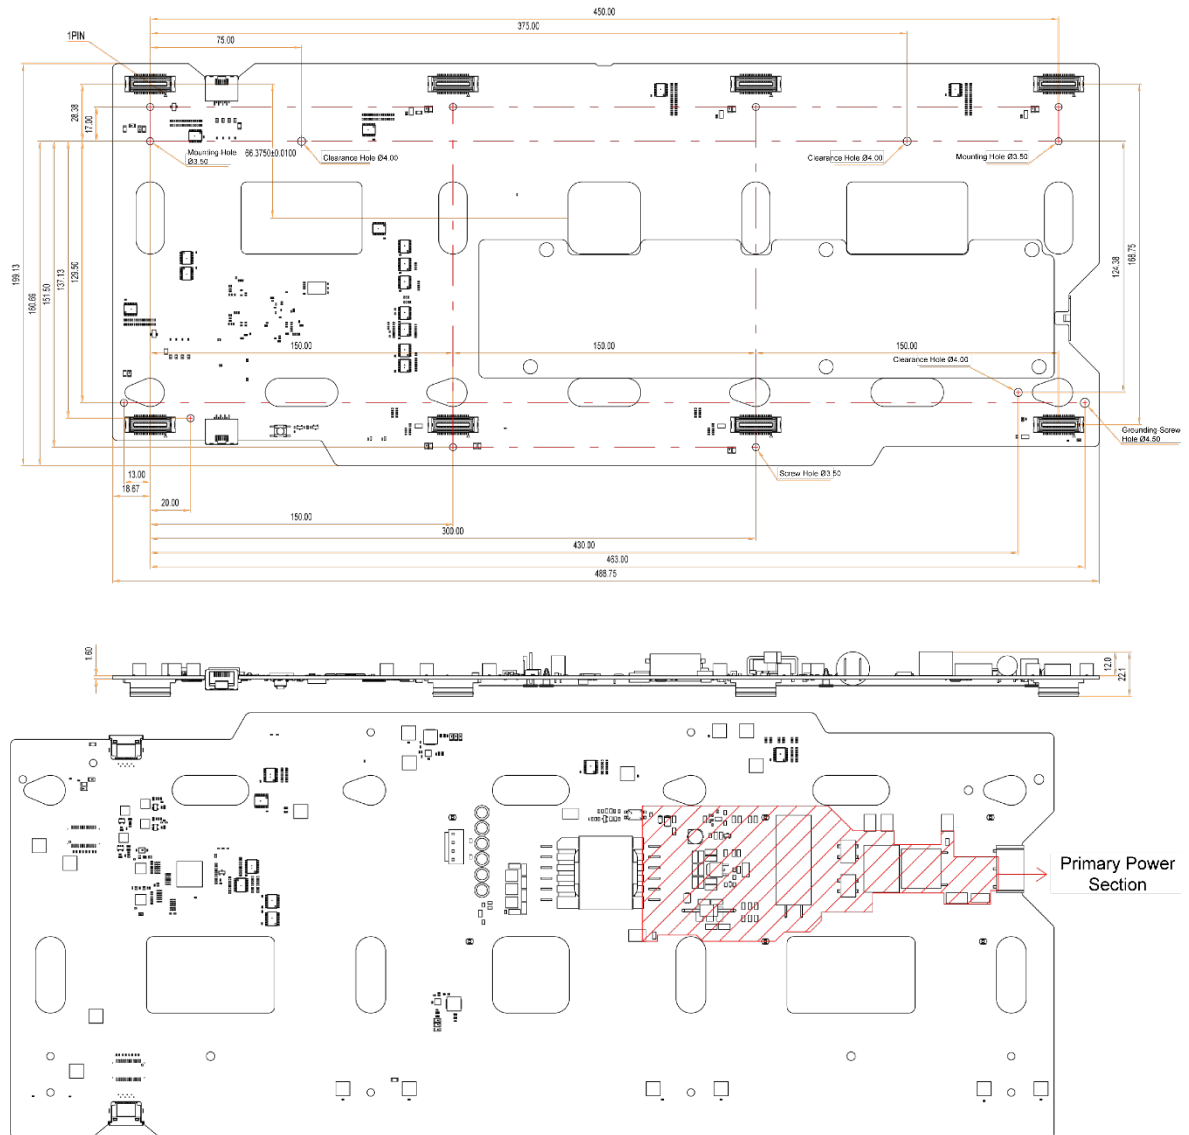 450.00
375.00
75.00
1PIN
28.38
17.00
Mounting Hole
Ø3.50
66.3750±0.0100
Clearance Hole Ø4.00
Clearance Hole Ø4.00
Mounting Hole Ø3.50
199.13
160.66
151.50
137.13
129.50
124.38
168.75
150.00
150.00
150.00
Clearance Hole Ø4.00
Grounding Screw
Hole Ø4.50
Screw Hole Ø3.50
13.00
18.67
20.00
150.00
300.00
430.00
463.00
488.75
1.60
12.0
22.1
Primary Power
Section